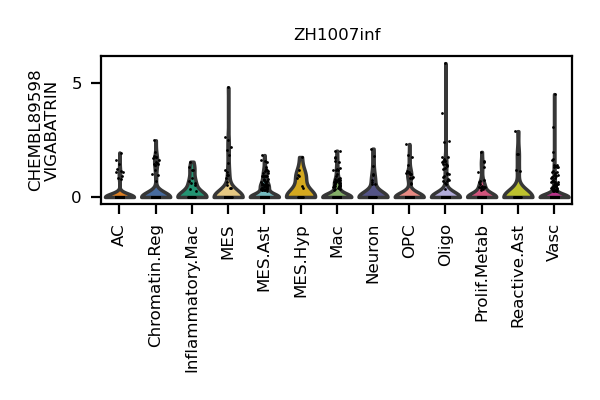 ZH1007inf
CHEMBL89598
VIGABATRIN
5
0
AC
Chromatin.Reg
Inflammatory.Mac
MES
MES.Ast
MES.Hyp
Mac
Neuron
OPC
Oligo
Prolif.Metab
Reactive.Ast
Vasc